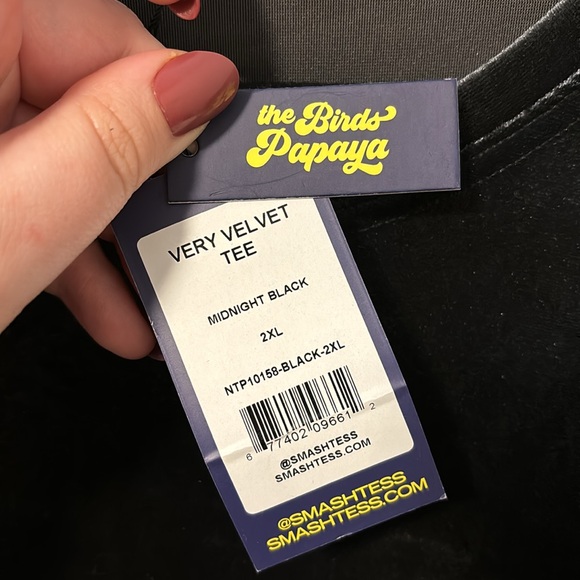 the Birds
Papaya
VERY VELVET
TEE
MIDNIGHT BLACK
2XL
NTP10158-BLACK-2XL
6 77402 09661 2
@SMASHTESS
SMASHTESS.COM
@SMASHTESS
SMASHTESS.COM